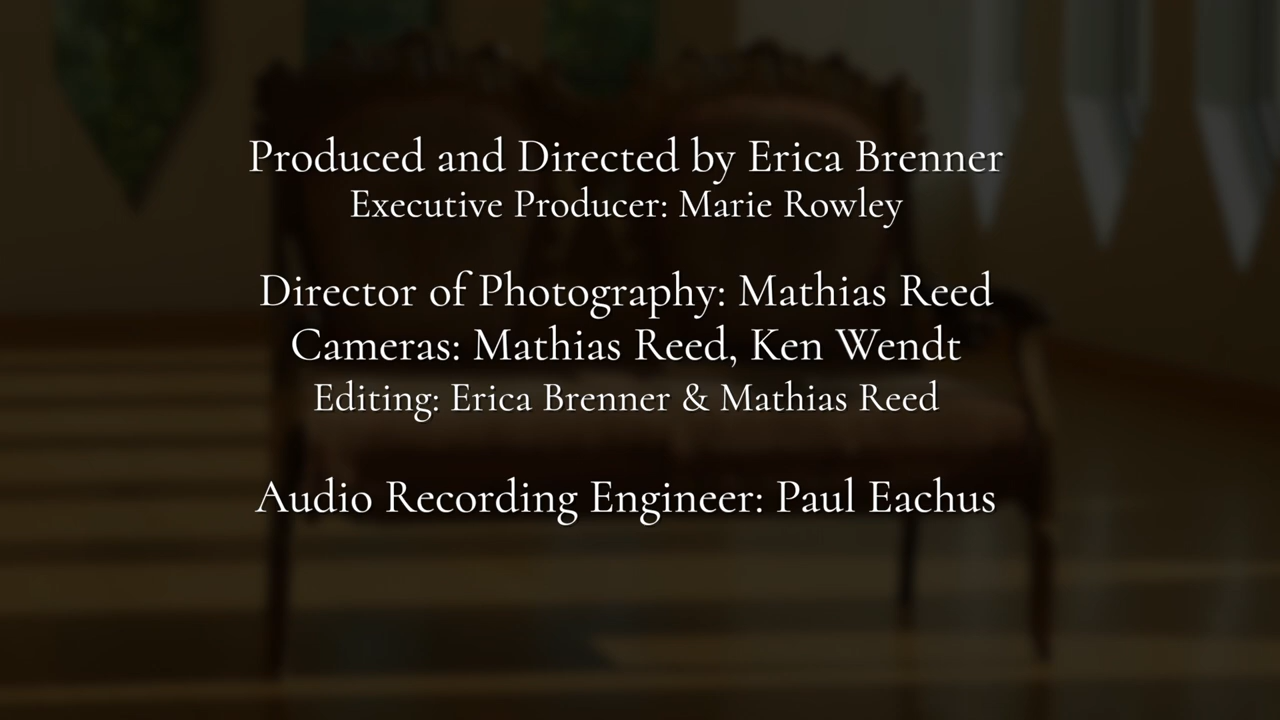 Produced and Directed by Erica Brenner
Executive Producer: Marie Rowley
Director of Photography: Mathias Reed
Cameras: Mathias Reed, Ken Wendt
Editing: Erica Brenner & Mathias Reed
Audio Recording Engineer: Paul Eachus